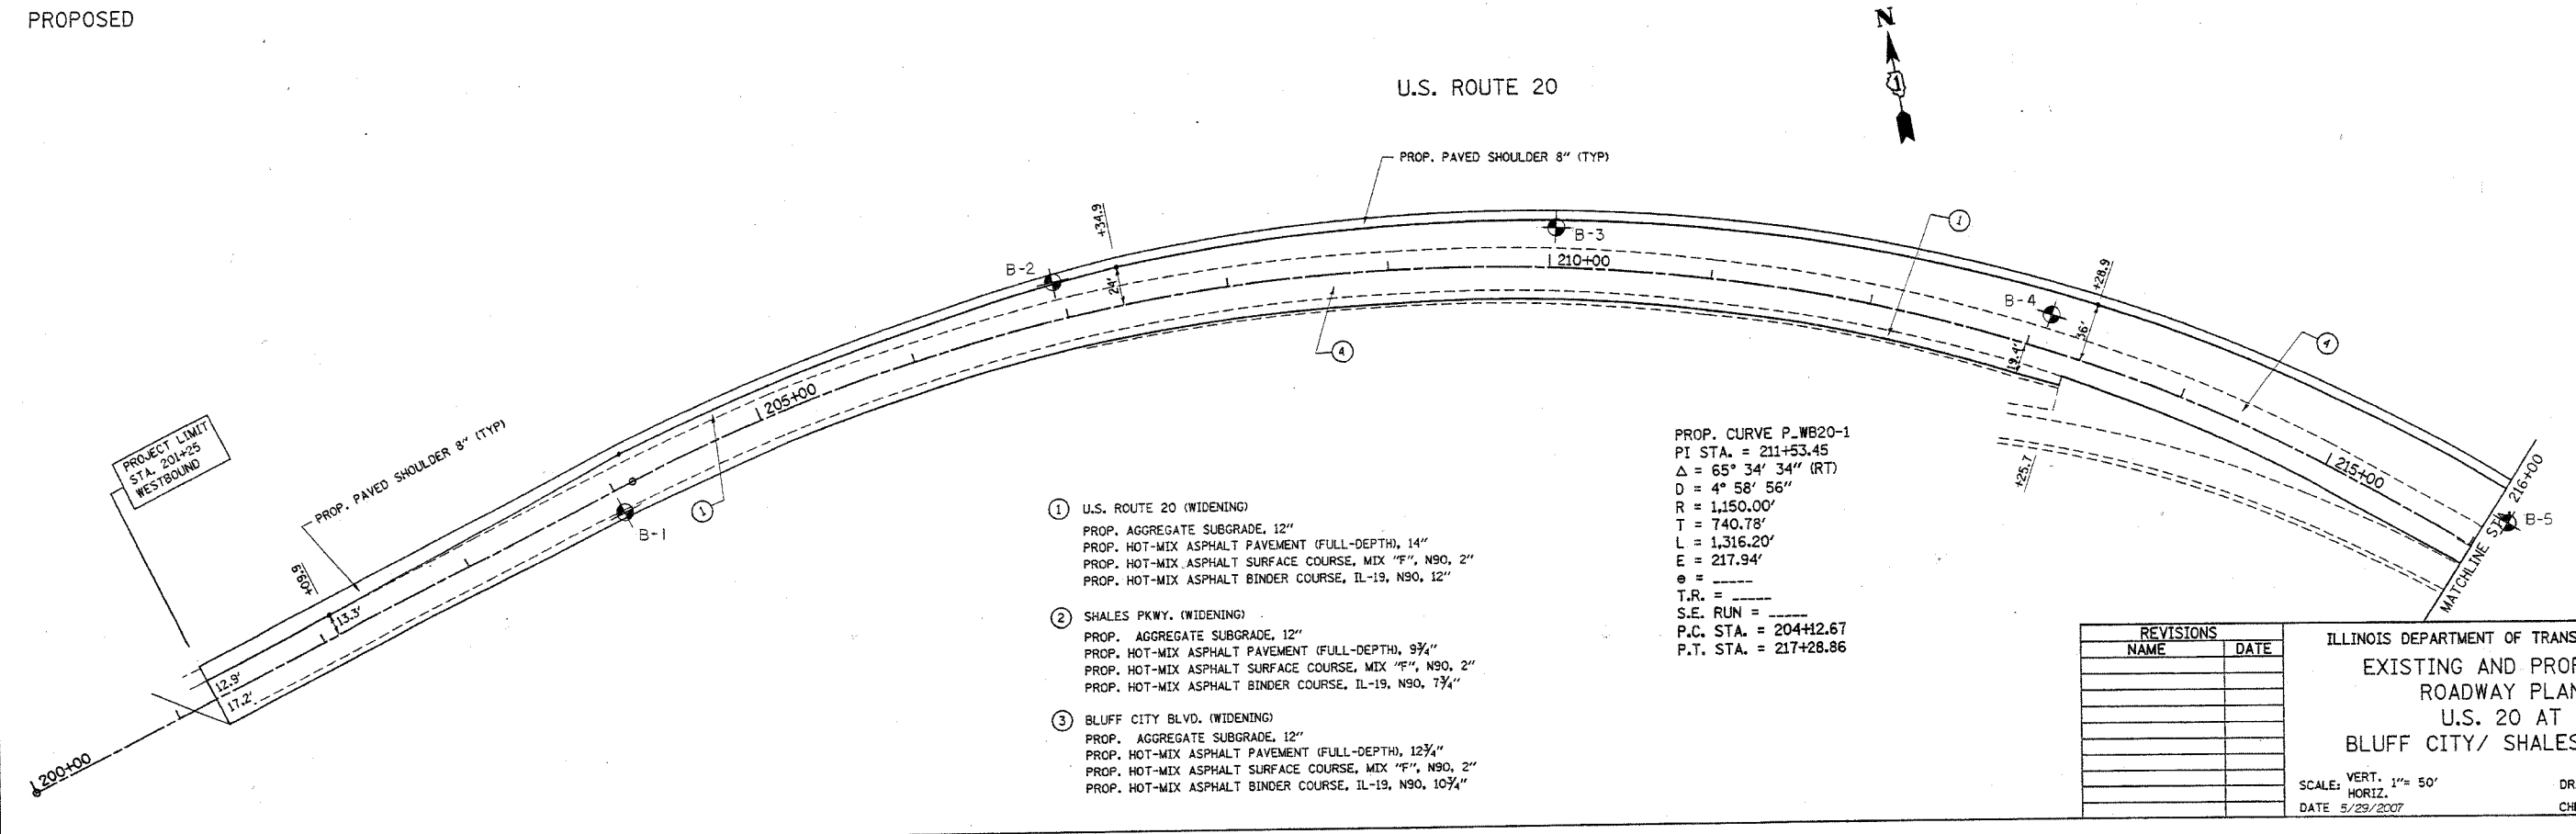 PROPOSED
N
1
U.S. ROUTE 20
PROP. PAVED SHOULDER 8" (TYP)
+34.9
B-2
24'
B-3
210+00
1
+28.9
B-4
36'
19.4'
4
4
205+00
PROJECT LIMIT
STA. 201+25
WESTBOUND
PROP. PAVED SHOULDER 8" (TYP)
+09.9
13.3'
12.9'
17.2'
200+00
B-1
1
+25.7
215+00
MATCHLINE STA. 216+00
B-5
1 U.S. ROUTE 20 (WIDENING)
PROP. AGGREGATE SUBGRADE, 12"
PROP. HOT-MIX ASPHALT PAVEMENT (FULL-DEPTH), 14"
PROP. HOT-MIX ASPHALT SURFACE COURSE, MIX "F", N90, 2"
PROP. HOT-MIX ASPHALT BINDER COURSE, IL-19, N90, 12"
2 SHALES PKWY. (WIDENING)
PROP. AGGREGATE SUBGRADE, 12"
PROP. HOT-MIX ASPHALT PAVEMENT (FULL-DEPTH), 9¾"
PROP. HOT-MIX ASPHALT SURFACE COURSE, MIX "F", N90, 2"
PROP. HOT-MIX ASPHALT BINDER COURSE, IL-19, N90, 7¾"
3 BLUFF CITY BLVD. (WIDENING)
PROP. AGGREGATE SUBGRADE, 12"
PROP. HOT-MIX ASPHALT PAVEMENT (FULL-DEPTH), 12¾"
PROP. HOT-MIX ASPHALT SURFACE COURSE, MIX "F", N90, 2"
PROP. HOT-MIX ASPHALT BINDER COURSE, IL-19, N90, 10¾"
PROP. CURVE P_WB20-1
PI STA. = 211+53.45
Δ = 65° 34' 34" (RT)
D = 4° 58' 56"
R = 1,150.00'
T = 740.78'
L = 1,316.20'
E = 217.94'
e = _____
T.R. = _____
S.E. RUN = _____
P.C. STA. = 204+12.67
P.T. STA. = 217+28.86
REVISIONS
NAME DATE
ILLINOIS DEPARTMENT OF TRANS
EXISTING AND PROP
ROADWAY PLAN
U.S. 20 AT
BLUFF CITY/ SHALES
SCALE: VERT. 1"= 50'
HORIZ.
DR
DATE 5/29/2007
CH